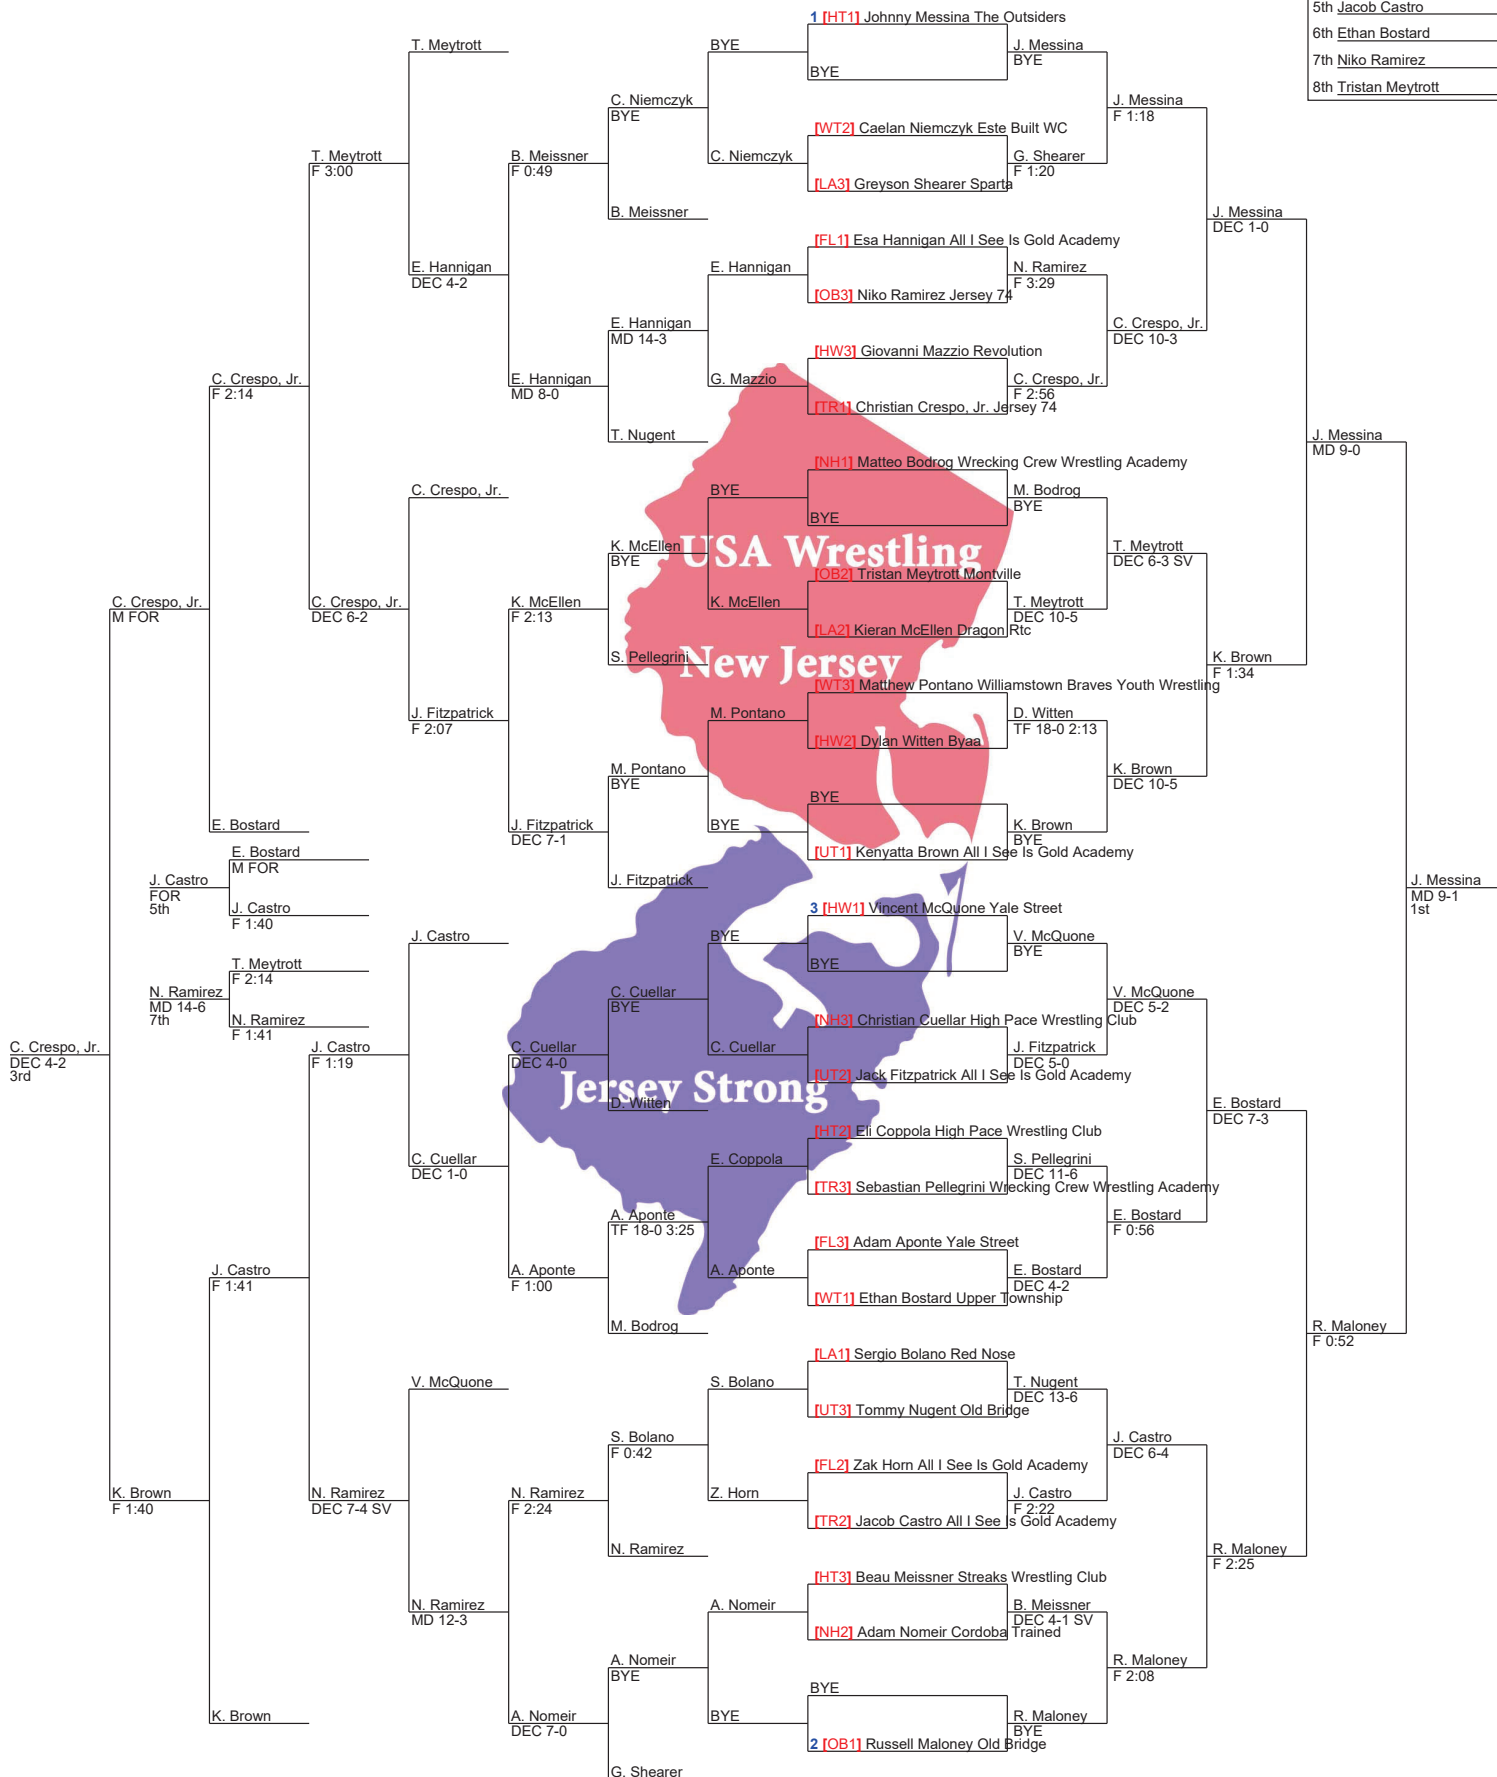 5th Jacob Castro
6th Ethan Bostard
7th Niko Ramirez
8th Tristan Meytrott
1 [HT1] Johnny Messina The Outsiders
BYE
[WT2] Caelan Niemczyk Este Built WC
[LA3] Greyson Shearer Sparta
[FL1] Esa Hannigan All I See Is Gold Academy
[OB3] Niko Ramirez Jersey 74
[HW3] Giovanni Mazzio Revolution
[TR1] Christian Crespo, Jr. Jersey 74
[NH1] Matteo Bodrog Wrecking Crew Wrestling Academy
BYE
[OB2] Tristan Meytrott Montville
[LA2] Kieran McEllen Dragon Rtc
[WT3] Matthew Pontano Williamstown Braves Youth Wrestling
[HW2] Dylan Witten Byaa
BYE
[UT1] Kenyatta Brown All I See Is Gold Academy
3 [HW1] Vincent McQuone Yale Street
BYE
[NH3] Christian Cuellar High Pace Wrestling Club
[UT2] Jack Fitzpatrick All I See Is Gold Academy
[HT2] Eli Coppola High Pace Wrestling Club
[TR3] Sebastian Pellegrini Wrecking Crew Wrestling Academy
[FL3] Adam Aponte Yale Street
[WT1] Ethan Bostard Upper Township
[LA1] Sergio Bolano Red Nose
[UT3] Tommy Nugent Old Bridge
[FL2] Zak Horn All I See Is Gold Academy
[TR2] Jacob Castro All I See Is Gold Academy
[HT3] Beau Meissner Streaks Wrestling Club
[NH2] Adam Nomeir Cordoba Trained
BYE
2 [OB1] Russell Maloney Old Bridge
J. Messina
BYE
G. Shearer
F 1:20
N. Ramirez
F 3:29
C. Crespo, Jr.
F 2:56
M. Bodrog
BYE
T. Meytrott
DEC 10-5
D. Witten
TF 18-0 2:13
K. Brown
BYE
V. McQuone
BYE
J. Fitzpatrick
DEC 5-0
S. Pellegrini
DEC 11-6
E. Bostard
DEC 4-2
T. Nugent
DEC 13-6
J. Castro
F 2:22
B. Meissner
DEC 4-1 SV
R. Maloney
BYE
J. Messina
F 1:18
C. Crespo, Jr.
DEC 10-3
T. Meytrott
DEC 6-3 SV
K. Brown
DEC 10-5
V. McQuone
DEC 5-2
E. Bostard
F 0:56
J. Castro
DEC 6-4
R. Maloney
F 2:08
J. Messina
DEC 1-0
K. Brown
F 1:34
E. Bostard
DEC 7-3
R. Maloney
F 2:25
J. Messina
MD 9-0
R. Maloney
F 0:52
J. Messina
MD 9-1
1st
BYE
C. Niemczyk
E. Hannigan
G. Mazzio
BYE
K. McEllen
M. Pontano
BYE
BYE
C. Cuellar
E. Coppola
A. Aponte
S. Bolano
Z. Horn
A. Nomeir
BYE
C. Niemczyk
BYE
B. Meissner
E. Hannigan
MD 14-3
T. Nugent
K. McEllen
BYE
S. Pellegrini
M. Pontano
BYE
J. Fitzpatrick
C. Cuellar
BYE
D. Witten
A. Aponte
TF 18-0 3:25
M. Bodrog
S. Bolano
F 0:42
N. Ramirez
A. Nomeir
BYE
G. Shearer
B. Meissner
F 0:49
E. Hannigan
MD 8-0
K. McEllen
F 2:13
J. Fitzpatrick
DEC 7-1
C. Cuellar
DEC 4-0
A. Aponte
F 1:00
N. Ramirez
F 2:24
A. Nomeir
DEC 7-0
T. Meytrott
E. Hannigan
DEC 4-2
C. Crespo, Jr.
J. Fitzpatrick
F 2:07
J. Castro
C. Cuellar
DEC 1-0
V. McQuone
N. Ramirez
MD 12-3
T. Meytrott
F 3:00
C. Crespo, Jr.
DEC 6-2
J. Castro
F 1:19
N. Ramirez
DEC 7-4 SV
C. Crespo, Jr.
F 2:14
E. Bostard
J. Castro
F 1:41
K. Brown
C. Crespo, Jr.
M FOR
K. Brown
F 1:40
C. Crespo, Jr.
DEC 4-2
3rd
E. Bostard
M FOR
J. Castro
F 1:40
J. Castro
FOR
5th
T. Meytrott
F 2:14
N. Ramirez
F 1:41
N. Ramirez
MD 14-6
7th
USA Wrestling
New Jersey
Jersey Strong